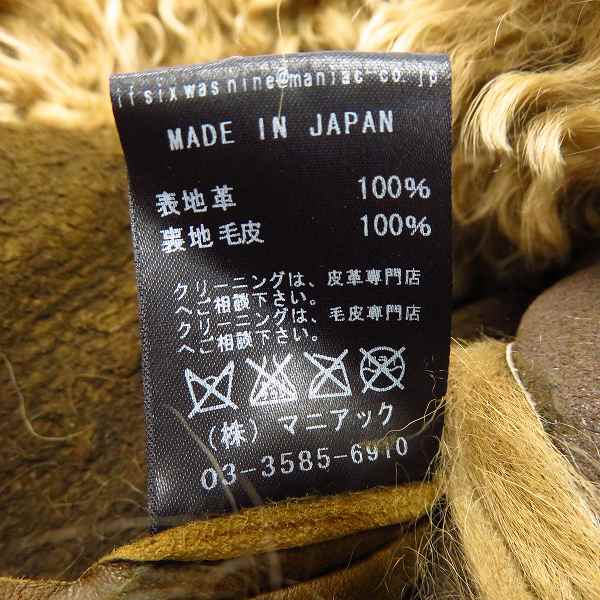 ifsixwasnine@maniac-co.jp
MADE IN JAPAN
表地革 100%
裏地毛皮 100%
クリーニングは、皮革専門店
へご相談下さい。
クリーニングは、毛皮専門店
へご相談下さい。
(株) マニアック
03-3585-6910